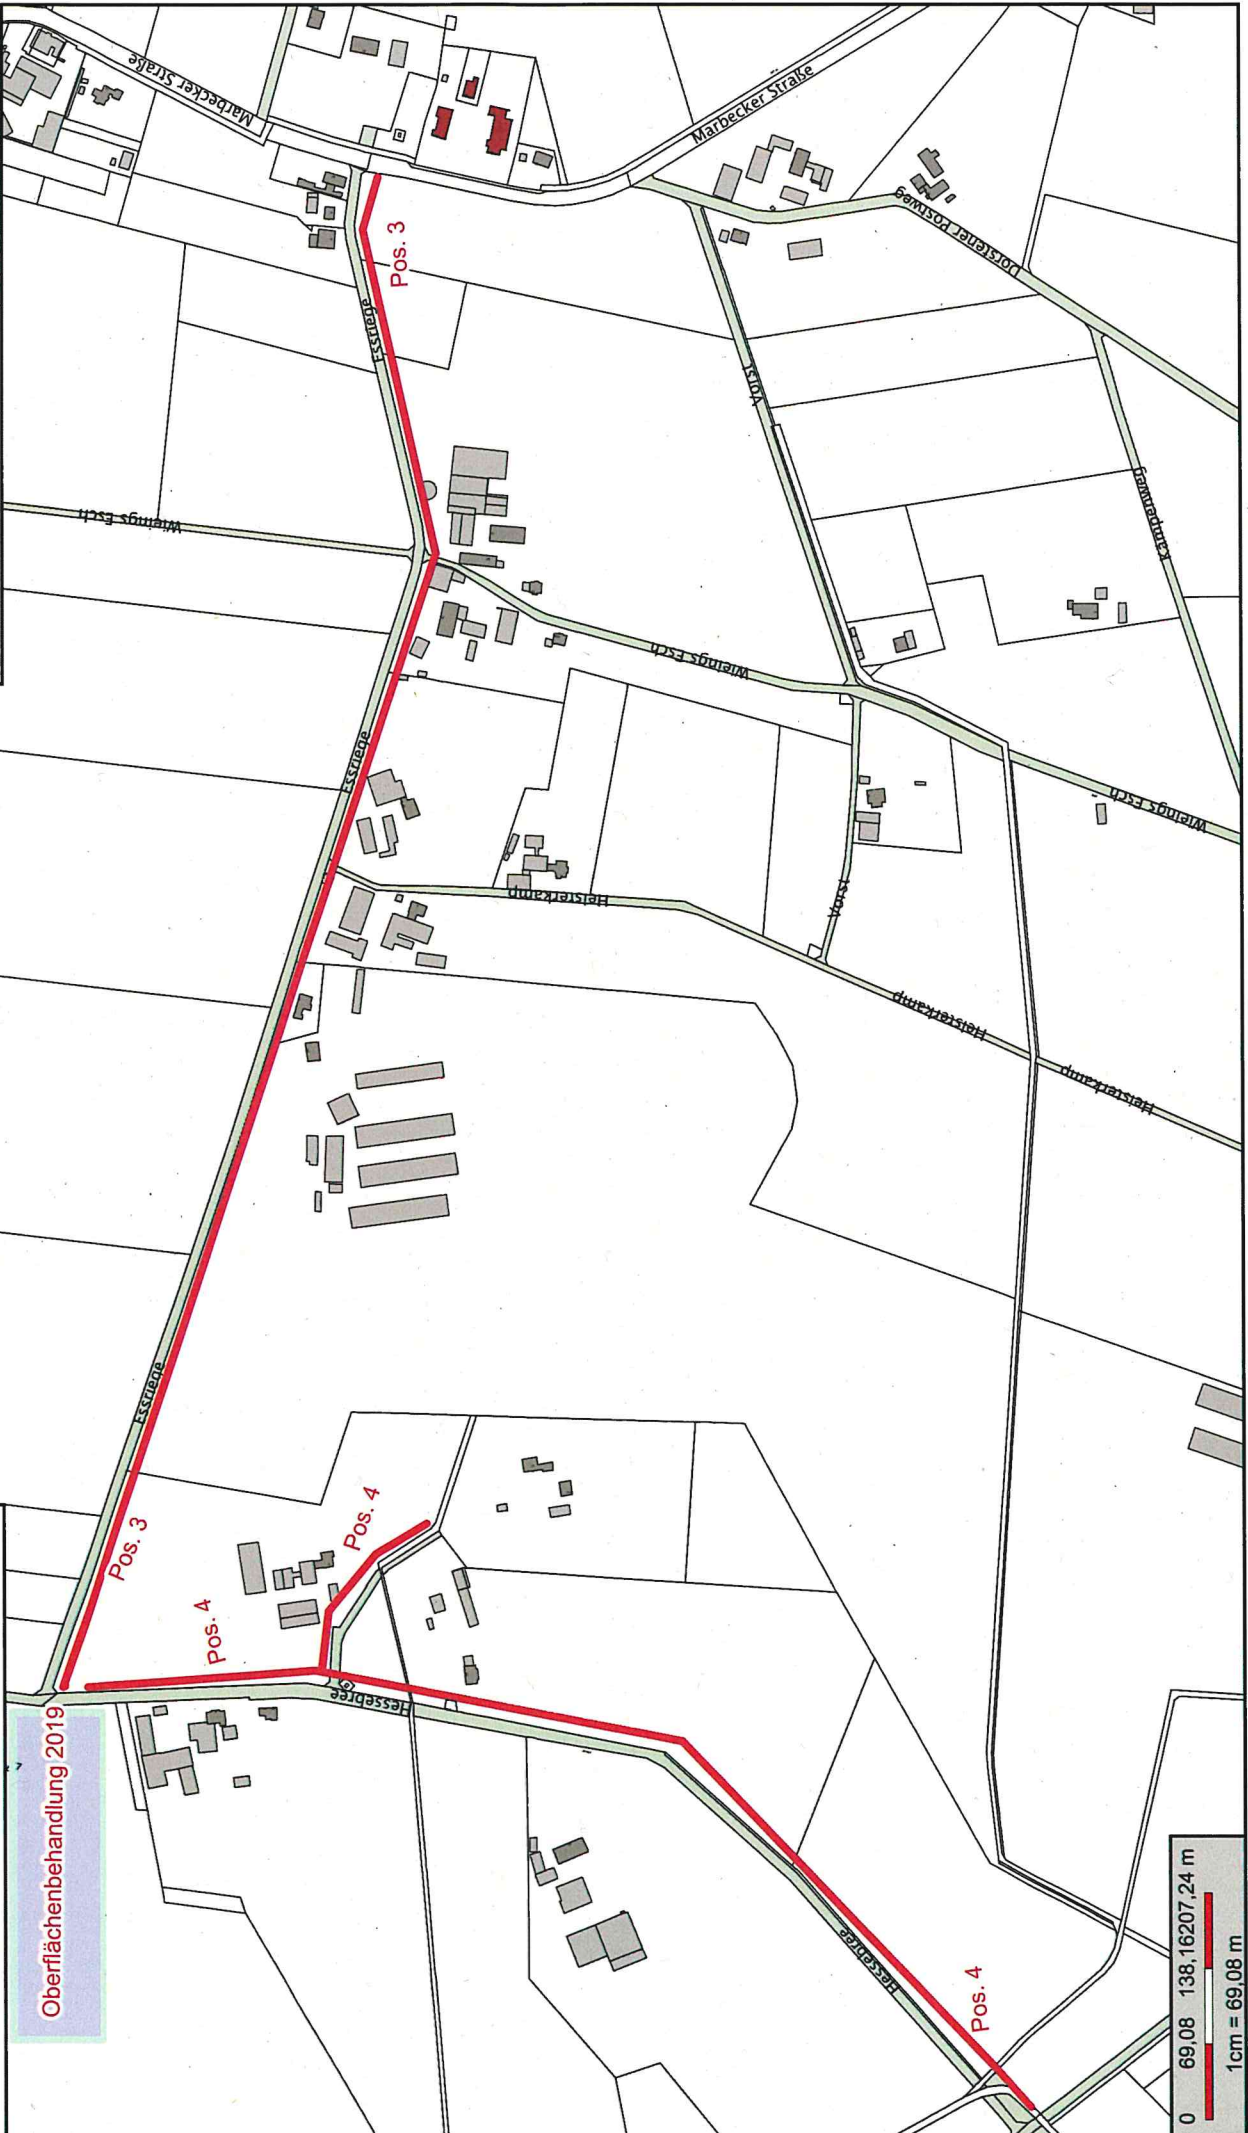 Oberflächenbehandlung 2019
Marbecker Straße
Marbecker Straße
Pos. 3
Essriege
Dorstener Postweg
Vorst
Kampenweg
Wieings Esch
Wieings Esch
Wieings Esch
Essriege
Heisterkamp
Vorst
Heisterkamp
Heisterkamp
Essriege
Pos. 3
Pos. 4
Pos. 4
Hessebree
Hessebree
Pos. 4
0 69,08 138,16207,24 m
1cm = 69,08 m